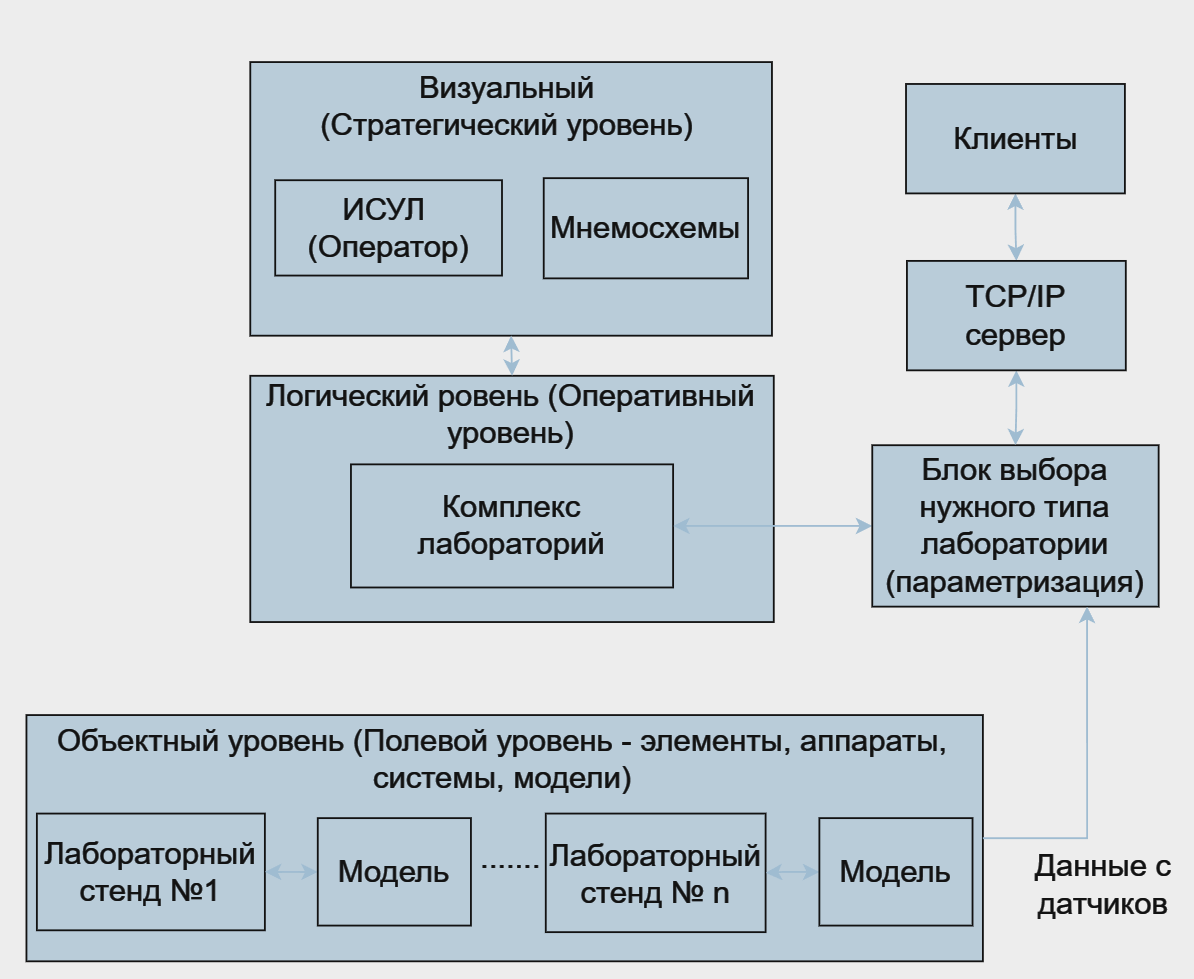 Визуальный
(Стратегический уровень)
ИСУЛ
(Оператор)
Мнемосхемы
Клиенты
TCP/IP
сервер
Логический ровень (Оперативный
уровень)
Комплекс
лабораторий
Блок выбора
нужного типа
лаборатории
(параметризация)
Объектный уровень (Полевой уровень - элементы, аппараты,
системы, модели)
Лабораторный
стенд №1
Модель
.......
Лабораторный
стенд № n
Модель
Данные с
датчиков